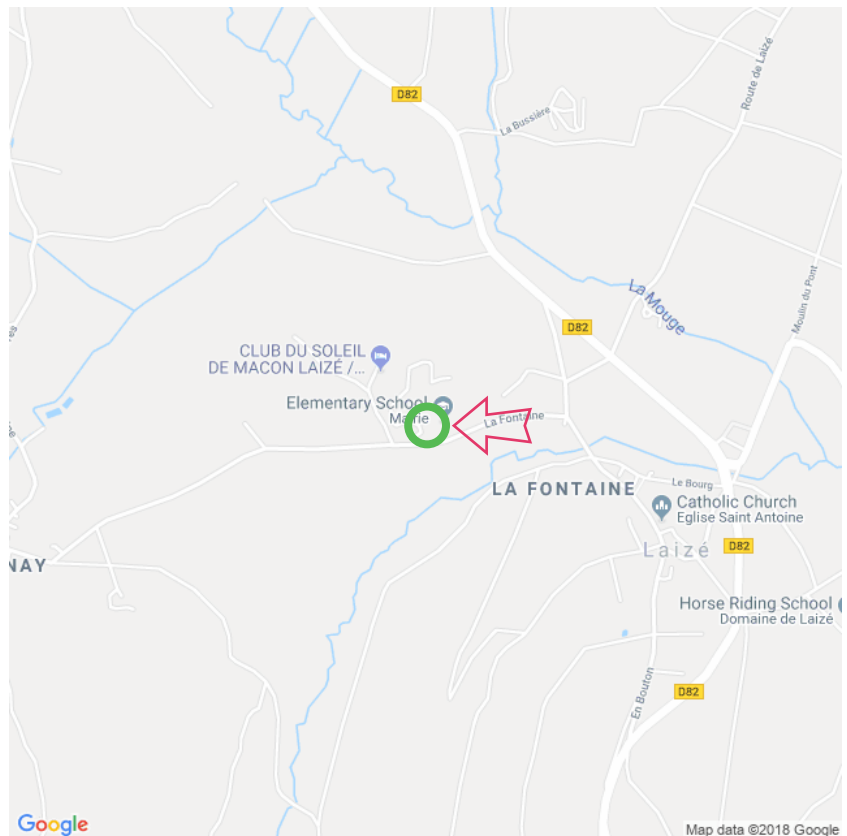 D82
La Bussière
Route de Laizé
La Mouge
Moulin du Pont
D82
CLUB DU SOLEIL
DE MACON LAIZÉ /...
Elementary School
Mairie
La Fontaine
LA FONTAINE
Le Bourg
Catholic Church
Eglise Saint Antoine
Laizé
D82
NAY
Horse Riding School
Domaine de Laizé
D82
En Bouton
Google
Map data ©2018 Google